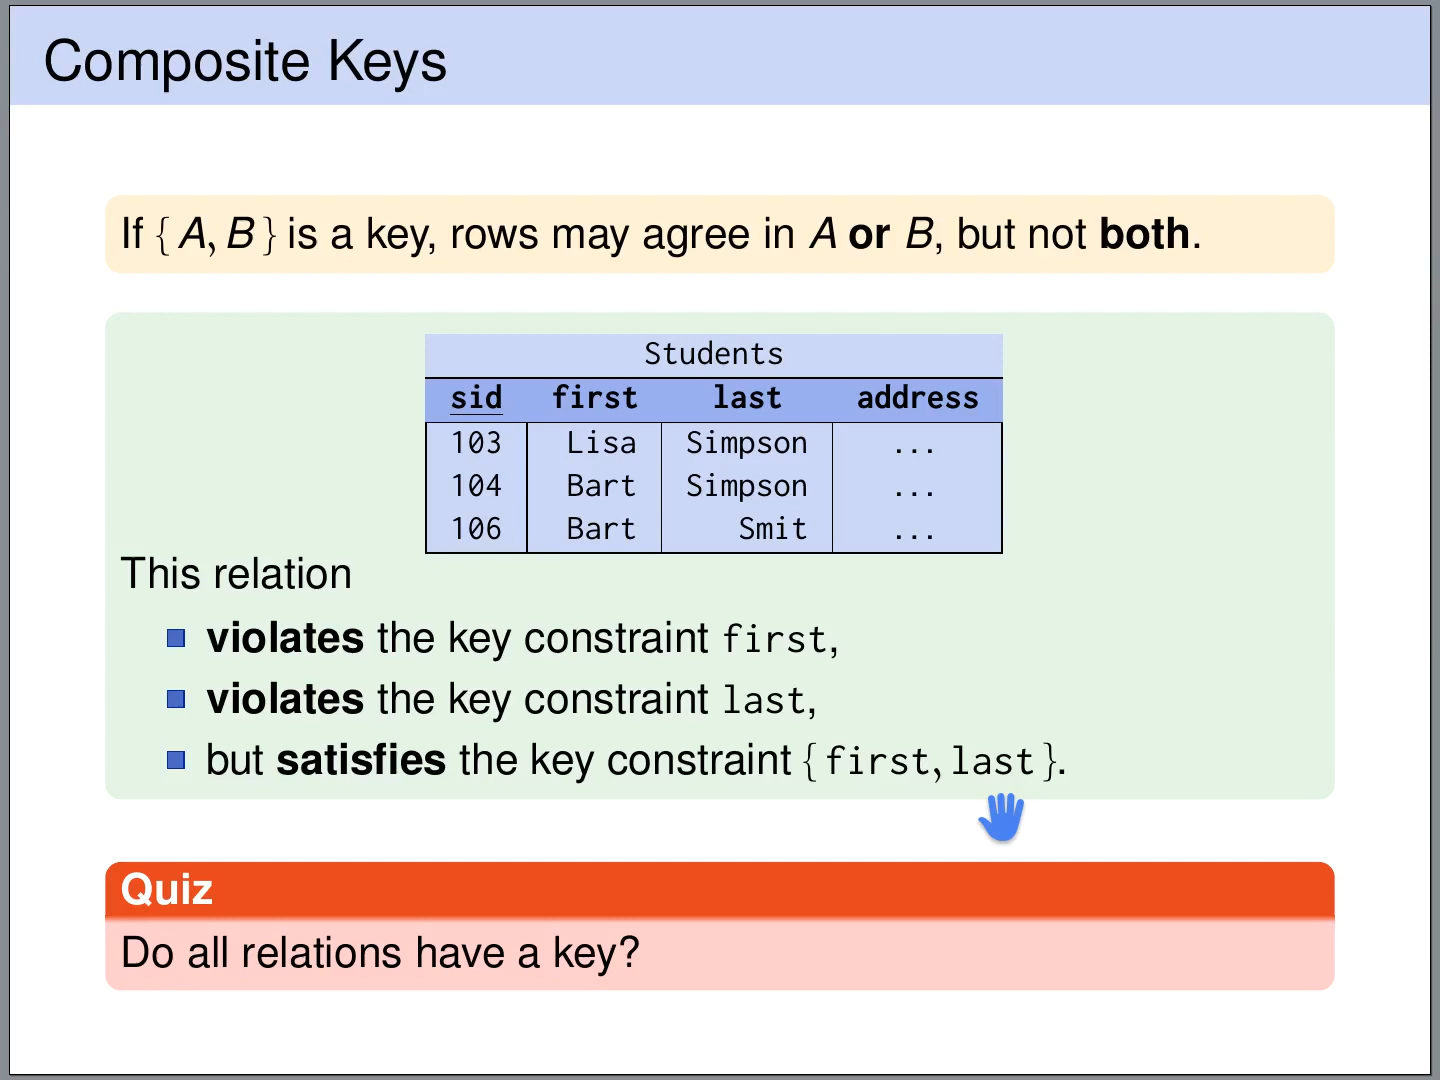 Composite Keys
If { A, B } is a key, rows may agree in A or B, but not both.
Students
sid first last address
103 Lisa Simpson ...
104 Bart Simpson ...
106 Bart Smit ...
This relation
violates the key constraint first,
violates the key constraint last,
but satisfies the key constraint { first, last }.
Quiz
Do all relations have a key?